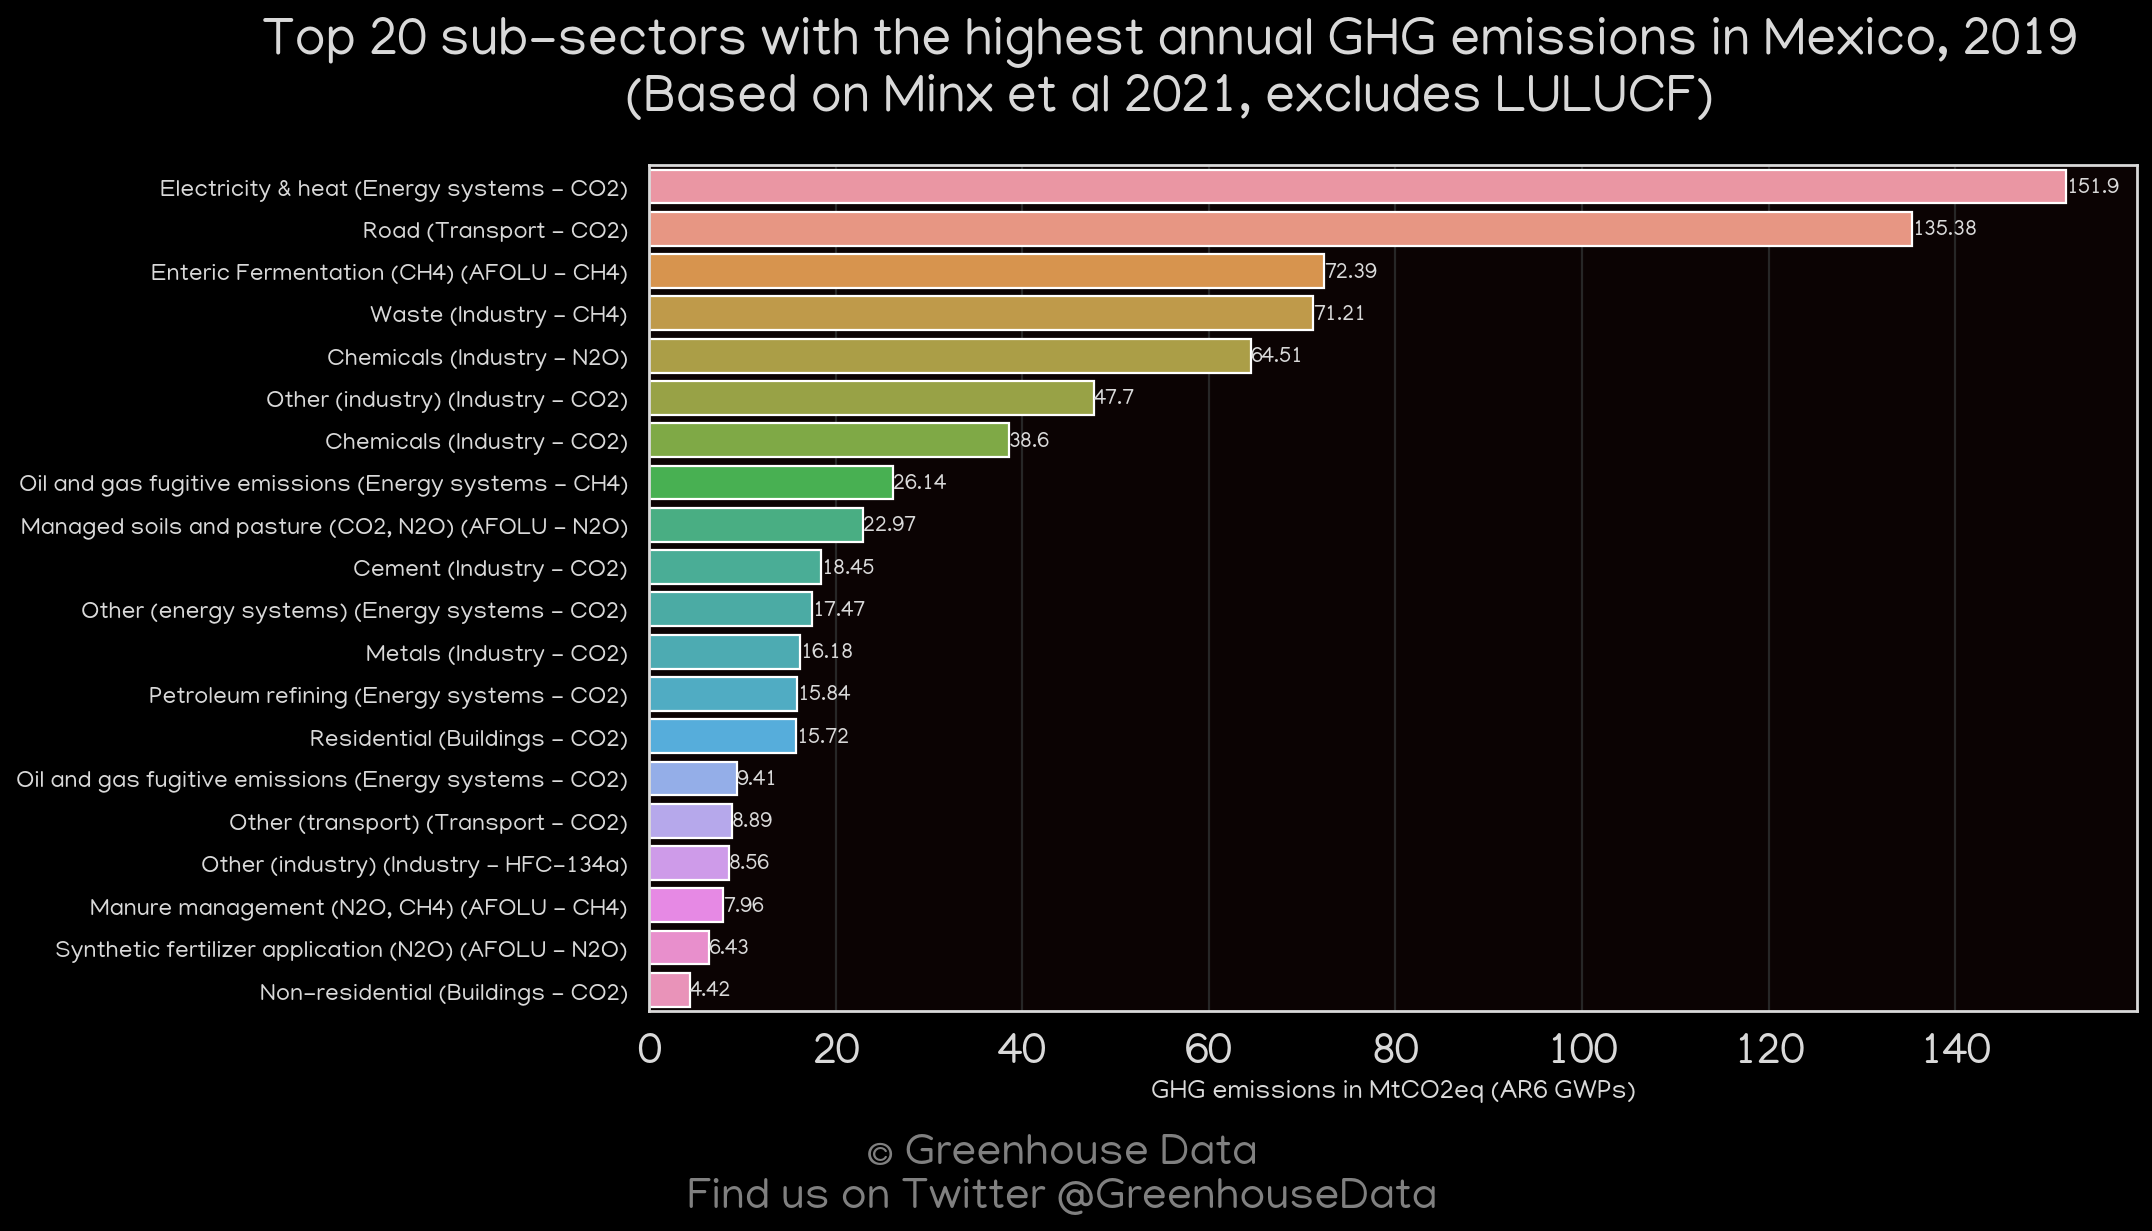 Top 20 sub-sectors with the highest annual GHG emissions in Mexico, 2019
(Based on Minx et al 2021, excludes LULUCF)
Electricity & heat (Energy systems - CO2) 151.9
Road (Transport - CO2) 135.38
Enteric Fermentation (CH4) (AFOLU - CH4) 72.39
Waste (Industry - CH4) 71.21
Chemicals (Industry - N2O) 64.51
Other (industry) (Industry - CO2) 47.7
Chemicals (Industry - CO2) 38.6
Oil and gas fugitive emissions (Energy systems - CH4) 26.14
Managed soils and pasture (CO2, N2O) (AFOLU - N2O) 22.97
Cement (Industry - CO2) 18.45
Other (energy systems) (Energy systems - CO2) 17.47
Metals (Industry - CO2) 16.18
Petroleum refining (Energy systems - CO2) 15.84
Residential (Buildings - CO2) 15.72
Oil and gas fugitive emissions (Energy systems - CO2) 9.41
Other (transport) (Transport - CO2) 8.89
Other (industry) (Industry - HFC-134a) 8.56
Manure management (N2O, CH4) (AFOLU - CH4) 7.96
Synthetic fertilizer application (N2O) (AFOLU - N2O) 6.43
Non-residential (Buildings - CO2) 4.42
0 20 40 60 80 100 120 140
GHG emissions in MtCO2eq (AR6 GWPs)
© Greenhouse Data
Find us on Twitter @GreenhouseData